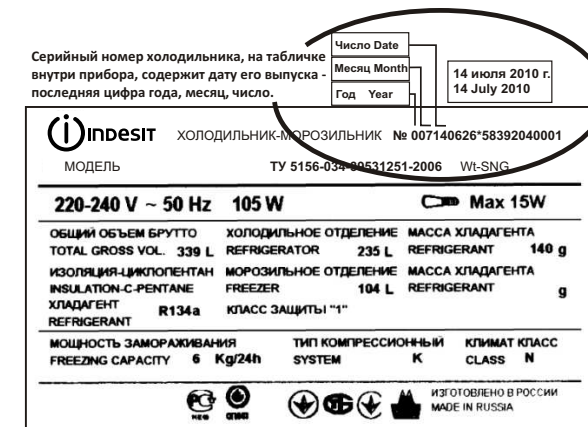 Серийный номер холодильника, на табличке
внутри прибора, содержит дату его выпуска -
последняя цифра года, месяц, число.
Число Date
Месяц Month
Год Year
14 июля 2010 г.
14 July 2010
indesit ХОЛОДИЛЬНИК-МОРОЗИЛЬНИК № 007140626*58392040001
МОДЕЛЬ ТУ 5156-034-39531251-2006 Wt-SNG
220-240 V ~ 50 Hz 105 W Max 15W
ОБЩИЙ ОБЪЕМ БРУТТО ХОЛОДИЛЬНОЕ ОТДЕЛЕНИЕ МАССА ХЛАДАГЕНТА
TOTAL GROSS VOL. 339 L REFRIGERATOR 235 L REFRIGERANT 140 g
ИЗОЛЯЦИЯ-ЦИКЛОПЕНТАН МОРОЗИЛЬНОЕ ОТДЕЛЕНИЕ МАССА ХЛАДАГЕНТА
INSULATION-C-PENTANE FREEZER 104 L REFRIGERANT g
ХЛАДАГЕНТ R134a КЛАСС ЗАЩИТЫ "1"
REFRIGERANT
МОЩНОСТЬ ЗАМОРАЖИВАНИЯ ТИП КОМПРЕССИОННЫЙ КЛИМАТ КЛАСС
FREEZING CAPACITY 6 Kg/24h SYSTEM K CLASS N
ИЗГОТОВЛЕНО В РОССИИ
MADE IN RUSSIA